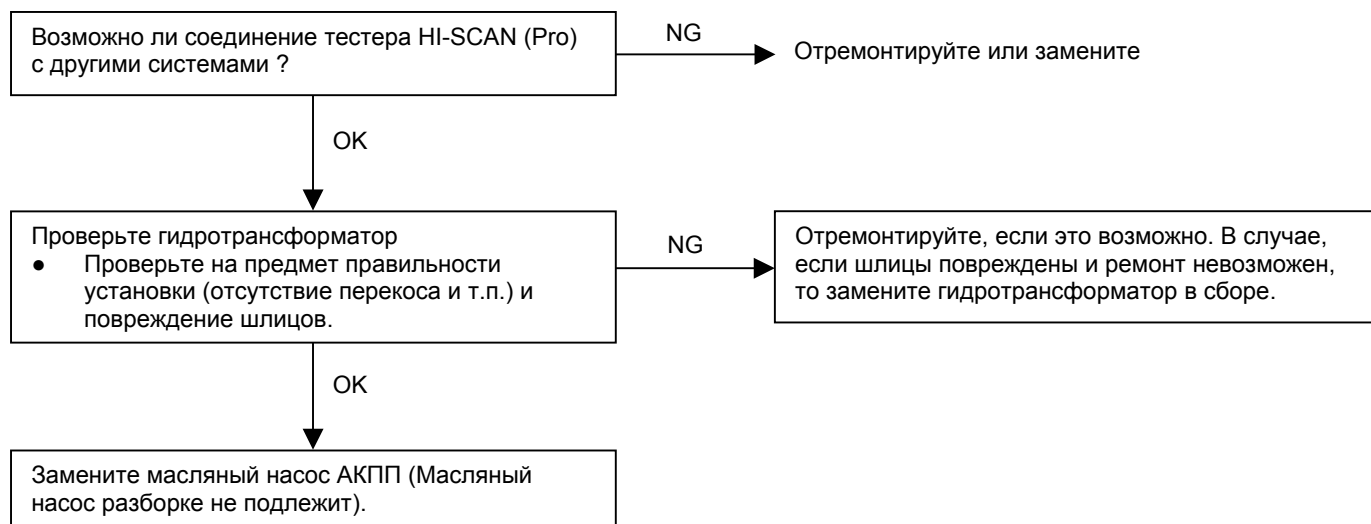 Возможно ли соединение тестера HI-SCAN (Pro)
с другими системами ?
NG
Отремонтируйте или замените
OK
Проверьте гидротрансформатор
● Проверьте на предмет правильности
установки (отсутствие перекоса и т.п.) и
повреждение шлицов.
NG
Отремонтируйте, если это возможно. В случае,
если шлицы повреждены и ремонт невозможен,
то замените гидротрансформатор в сборе.
OK
Замените масляный насос АКПП (Масляный
насос разборке не подлежит).